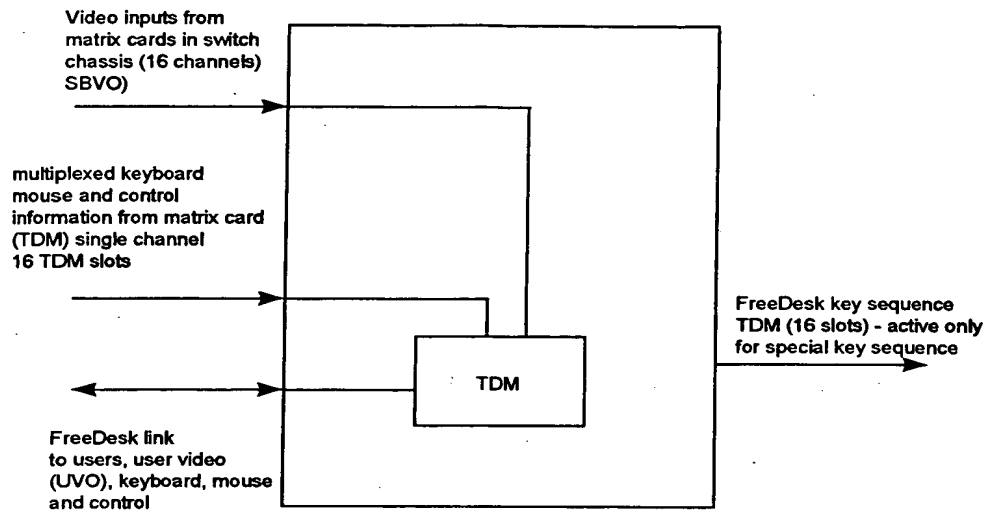 Video inputs from
matrix cards in switch
chassis (16 channels)
SBVO)
multiplexed keyboard
mouse and control
information from matrix card
(TDM) single channel
16 TDM slots
FreeDesk key sequence
TDM (16 slots) - active only
for special key sequence
TDM
FreeDesk link
to users, user video
(UVO), keyboard, mouse
and control